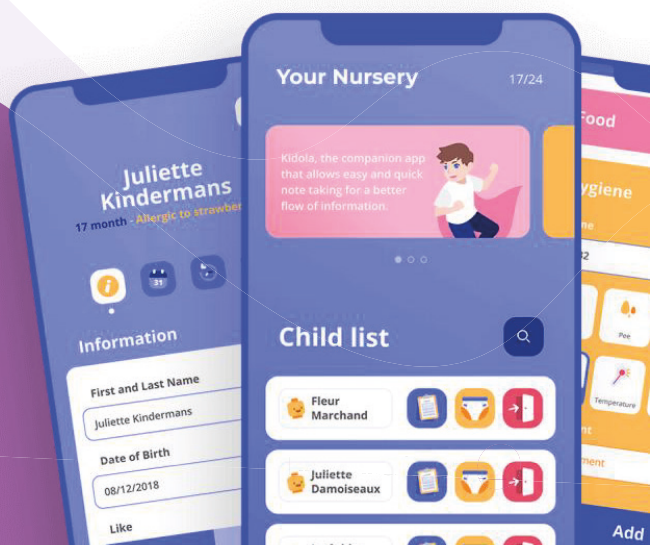 Juliette
Kindermans
17 month - Allergic to strawber
31
Information
First and Last Name
Juliette Kindermans
Date of Birth
08/12/2018
Like
Your Nursery
17/24
Kidola, the companion app
that allows easy and quick
note taking for a better
flow of information.
Child list
Fleur
Marchand
Juliette
Damoiseaux
Food
ygiene
Pee
Temperature
Add